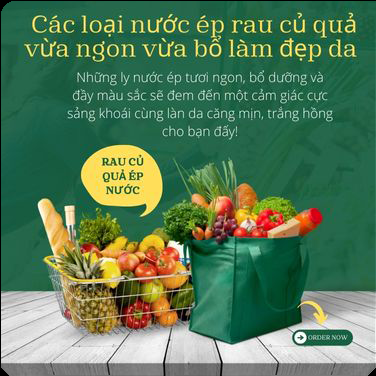 Các loại nước ép rau củ quả
vừa ngon vừa bổ làm đẹp da
Những ly nước ép tươi ngon, bổ dưỡng và
đầy màu sắc sẽ đem đến một cảm giác cực
sảng khoái cùng làn da căng mịn, trắng hồng
cho bạn đấy!
RAU CỦ
QUẢ ÉP
NƯỚC
ORDER NOW